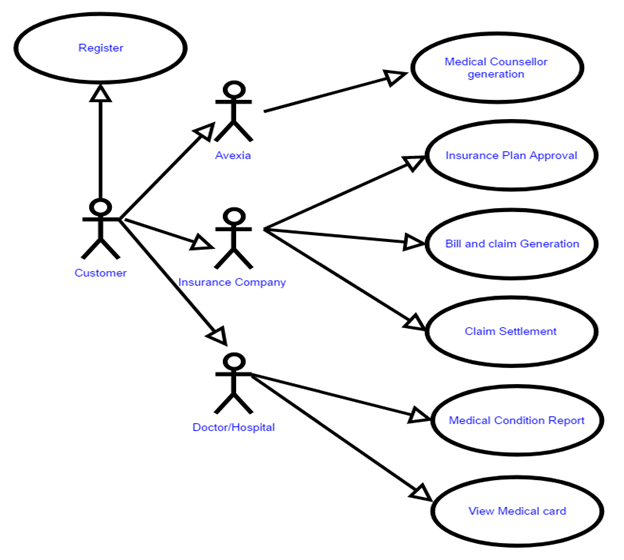 Register
Medical Counsellor
generation
Avexia
Insurance Plan Approval
Customer
Insurance Company
Bill and claim Generation
Claim Settlement
Doctor/Hospital
Medical Condition Report
View Medical card